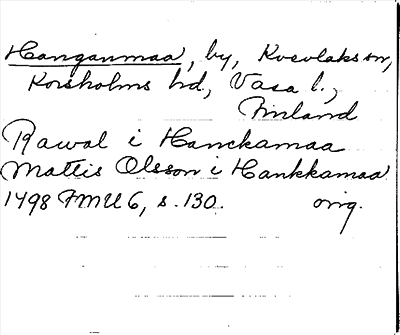 Hanganmaa, by, Kvevlaks sn,
Korsholms hd, Vasa l.,
Finland
Rawal i Hanckamaa
Mattis Olsson i Hankkamaa
1498 FMU 6, s. 130. orig.